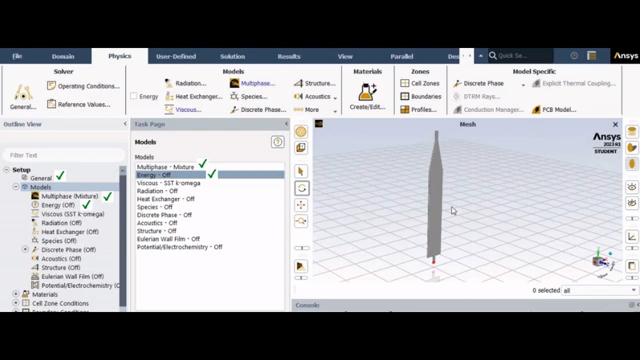 File Domain Physics User-Defined Solution Results View Parallel Des Quick Se... Ansys
Solver Models Materials Zones Model Specific
General... Operating Conditions... Reference Values...
Energy Radiation... Heat Exchanger... Viscous...
Multiphase... Species... Discrete Phase...
Structure... Acoustics More
Create/Edit...
Cell Zones Boundaries Profiles...
Discrete Phase DTRM Rays... Conduction Manager...
Explicit Thermal Coupling... PCB Model...
Outline View
Filter Text
Setup
General
Models
Multiphase (Mixture)
Energy (Off)
Viscous (SST k-omega)
Radiation (Off)
Heat Exchanger (Off)
Species (Off)
Discrete Phase (Off)
Acoustics (Off)
Structure (Off)
Eulerian Wall Film (Off)
Potential/Electrochemistry (O
Materials
Cell Zone Conditions
Task Page
Models
Models
Multiphase - Mixture
Energy - Off
Viscous - SST k-omega
Radiation - Off
Heat Exchanger - Off
Species - Off
Discrete Phase - Off
Acoustics - Off
Structure - Off
Eulerian Wall Film - Off
Potential/Electrochemistry - Off
Mesh
Ansys
2023 R1
STUDENT
0 selected all
Console